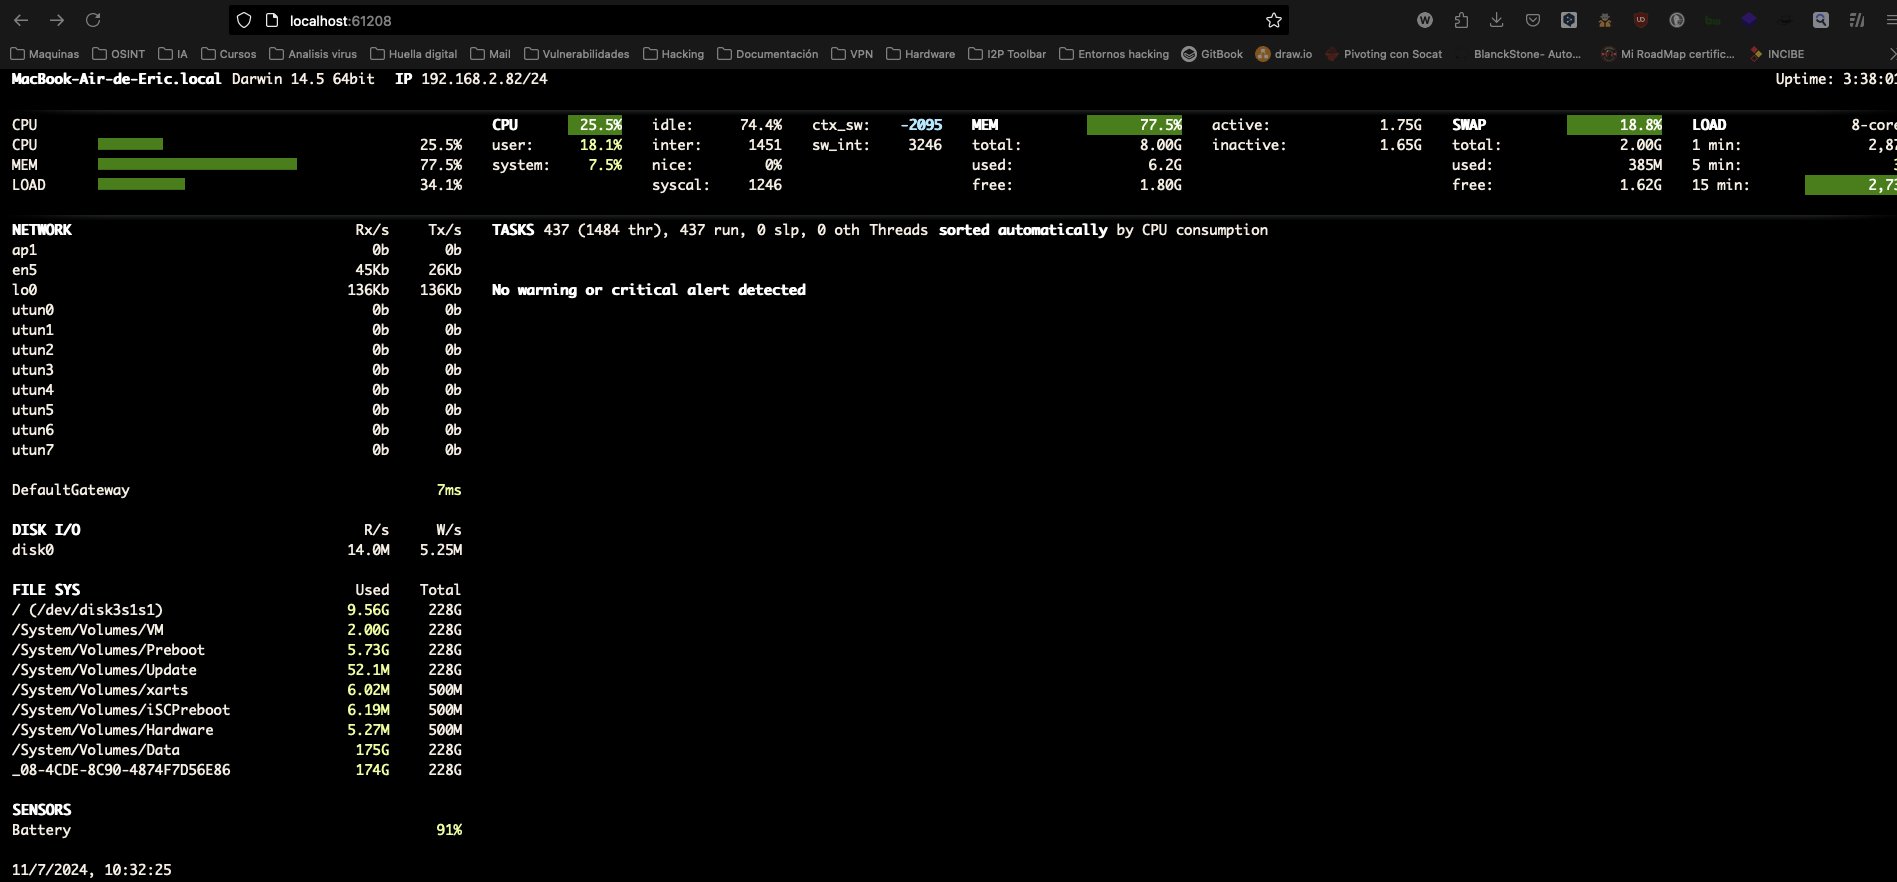 localhost:61208
Maquinas OSINT IA Cursos Analisis virus Huella digital Mail Vulnerabilidades Hacking Documentación VPN Hardware I2P Toolbar Entornos hacking GitBook draw.io Pivoting con Socat BlanckStone- Auto... Mi RoadMap certific... INCIBE
MacBook-Air-de-Eric.local Darwin 14.5 64bit IP 192.168.2.82/24 Uptime: 3:38:01
CPU CPU 25.5% idle: 74.4% ctx_sw: -2095 MEM 77.5% active: 1.75G SWAP 18.8% LOAD 8-core
CPU 25.5% user: 18.1% inter: 1451 sw_int: 3246 total: 8.00G inactive: 1.65G total: 2.00G 1 min: 2,87
MEM 77.5% system: 7.5% nice: 0% used: 6.2G used: 385M 5 min: 3
LOAD 34.1% syscal: 1246 free: 1.80G free: 1.62G 15 min: 2,73
NETWORK Rx/s Tx/s TASKS 437 (1484 thr), 437 run, 0 slp, 0 oth Threads sorted automatically by CPU consumption
ap1 0b 0b
en5 45Kb 26Kb
lo0 136Kb 136Kb No warning or critical alert detected
utun0 0b 0b
utun1 0b 0b
utun2 0b 0b
utun3 0b 0b
utun4 0b 0b
utun5 0b 0b
utun6 0b 0b
utun7 0b 0b
DefaultGateway 7ms
DISK I/O R/s W/s
disk0 14.0M 5.25M
FILE SYS Used Total
/ (/dev/disk3s1s1) 9.56G 228G
/System/Volumes/VM 2.00G 228G
/System/Volumes/Preboot 5.73G 228G
/System/Volumes/Update 52.1M 228G
/System/Volumes/xarts 6.02M 500M
/System/Volumes/iSCPreboot 6.19M 500M
/System/Volumes/Hardware 5.27M 500M
/System/Volumes/Data 175G 228G
_08-4CDE-8C90-4874F7D56E86 174G 228G
SENSORS
Battery 91%
11/7/2024, 10:32:25